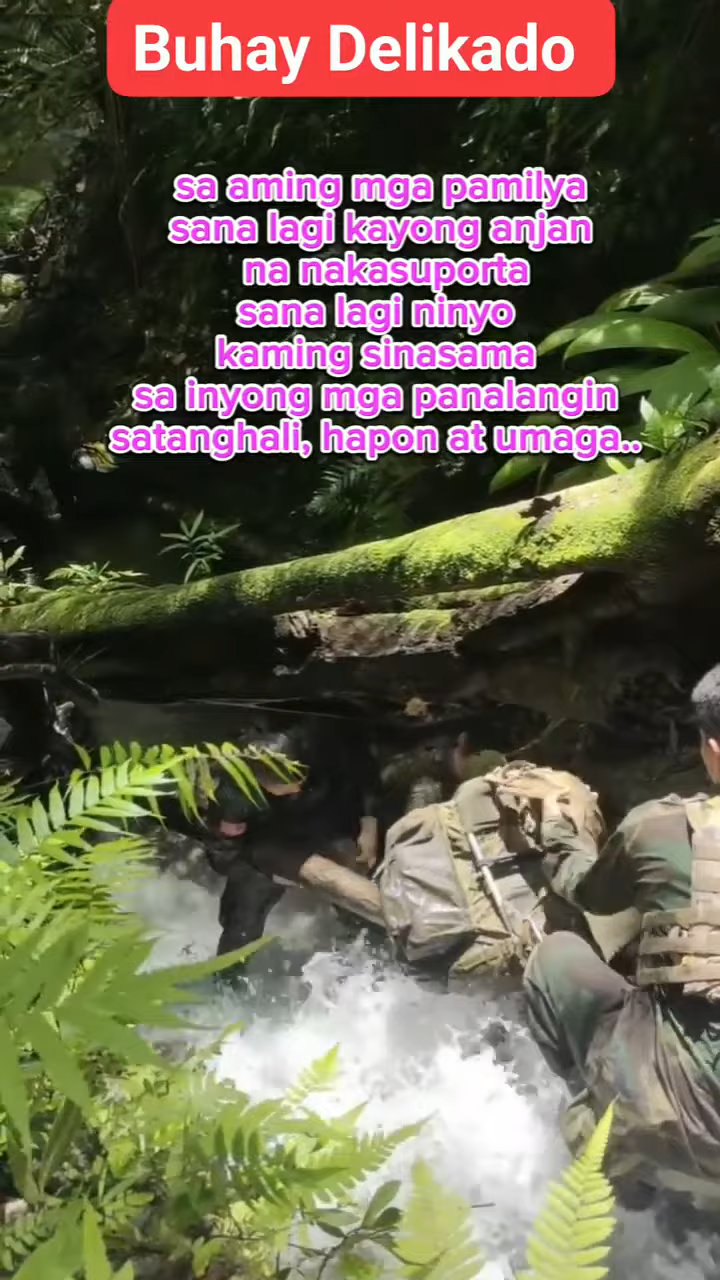 Buhay Delikado
sa aming mga pamilya
sana lagi kayong anjan
na nakasuporta
sana lagi ninyo
kaming sinasama
sa inyong mga panalangin
satanghali, hapon at umaga..